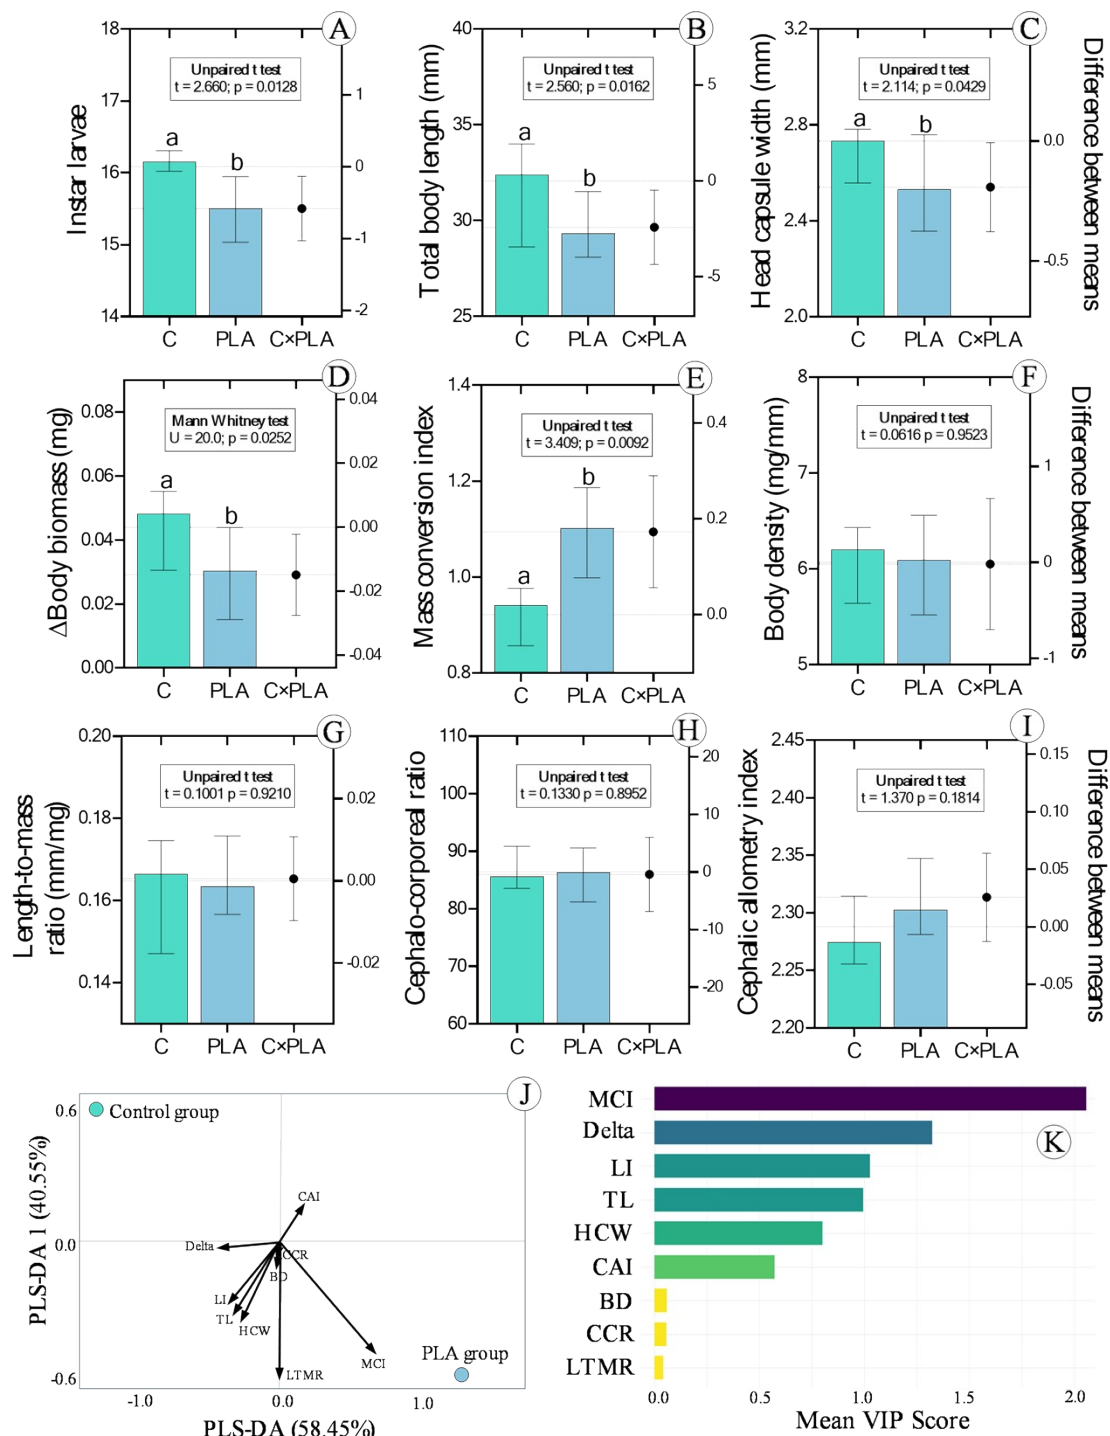 A
Unpaired t test
t = 2.660; p = 0.0128
Instar larvae
18
17
16
15
14
a
b
1
0
-1
-2
C
PLA
C×PLA
B
Unpaired t test
t = 2.560; p = 0.0162
Total body length (mm)
40
35
30
25
a
b
5
0
-5
C
PLA
C×PLA
C
Unpaired t test
t = 2.114; p = 0.0429
Head capsule width (mm)
3.2
2.8
2.4
2.0
a
b
0.0
-0.5
Difference between means
C
PLA
C×PLA
D
Mann Whitney test
U = 20.0; p = 0.0252
ΔBody biomass (mg)
0.08
0.06
0.04
0.02
0.00
a
b
0.04
0.02
0.00
-0.02
-0.04
C
PLA
C×PLA
E
Unpaired t test
t = 3.409; p = 0.0092
Mass conversion index
1.4
1.2
1.0
0.8
a
b
0.4
0.2
0.0
C
PLA
C×PLA
F
Unpaired t test
t = 0.0616 p = 0.9523
Body density (mg/mm)
8
7
6
5
1
0
-1
Difference between means
C
PLA
C×PLA
G
Unpaired t test
t = 0.1001 p = 0.9210
Length-to-mass
ratio (mm/mg)
0.20
0.18
0.16
0.14
0.02
0.00
-0.02
C
PLA
C×PLA
H
Unpaired t test
t = 0.1330 p = 0.8952
Cephalo-corporeal ratio
110
100
90
80
70
60
20
10
0
-10
-20
C
PLA
C×PLA
I
Unpaired t test
t = 1.370 p = 0.1814
Cephalic allometry index
2.45
2.40
2.35
2.30
2.25
2.20
0.15
0.10
0.05
0.00
-0.05
Difference between means
C
PLA
C×PLA
J
Control group
PLS-DA 1 (40.55%)
0.6
0.0
-0.6
CAI
Delta
CCR
BD
LI
TL
HCW
LTMR
MCI
PLA group
-1.0
0.0
1.0
PLS-DA (58.45%)
K
MCI
Delta
LI
TL
HCW
CAI
BD
CCR
LTMR
0.0
0.5
1.0
1.5
2.0
Mean VIP Score